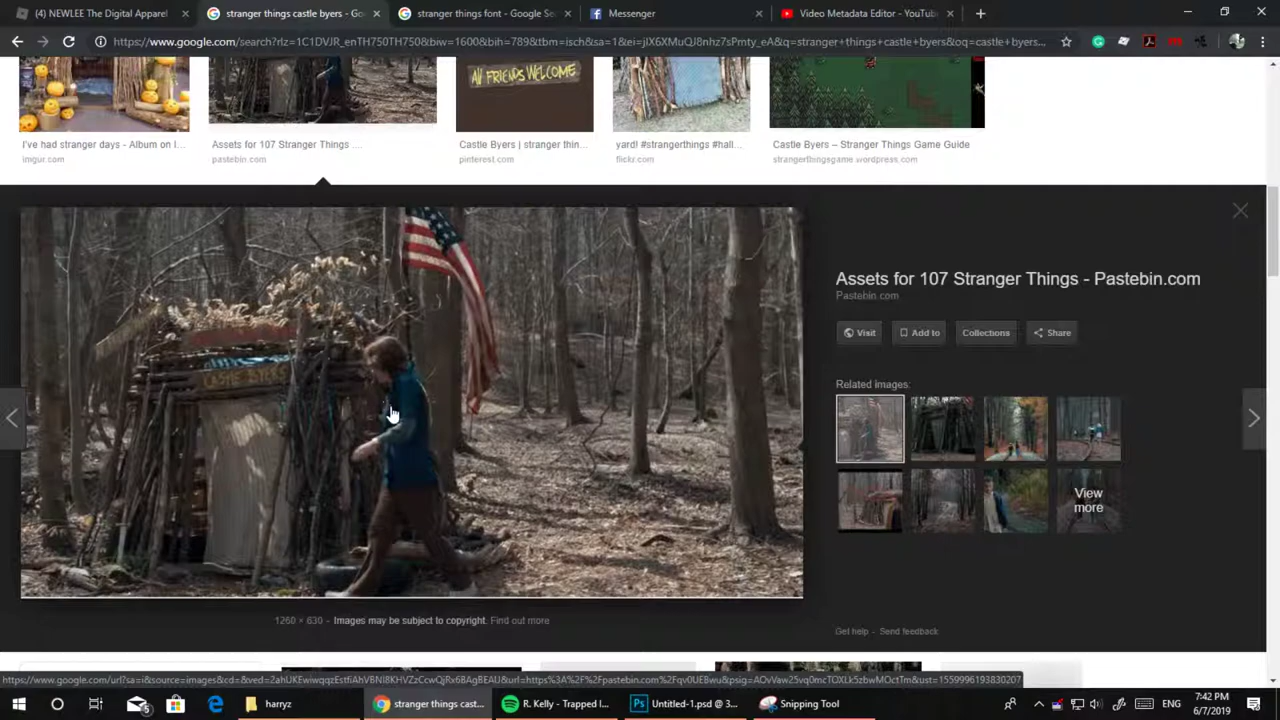 (4) NEWLEE The Digital Apparel
stranger things castle byers - Go
stranger things font - Google Se
Messenger
Video Metadata Editor - YouTube
https://www.google.com/search?rlz=1C1DVJR_enTH750TH750&biw=1600&bih=789&tbm=isch&sa=1&ei=jIX6XMuQJ8nhz7sPmty_eA&q=stranger+things+castle+byers&oq=castle+byers...
All FRIENDS WELCOME
I've had stranger days - Album on I...
Assets for 107 Stranger Things ....
Castle Byers | stranger thin...
yard! #strangerthings #hall...
Castle Byers – Stranger Things Game Guide
imgur.com
pastebin.com
pinterest.com
flickr.com
strangerthingsgame.wordpress.com
CASTLE BYERS
Assets for 107 Stranger Things - Pastebin.com
Pastebin.com
Visit
Add to
Collections
Share
Related images:
View
more
1260 × 630 - Images may be subject to copyright. Find out more
Get help - Send feedback
5
harryz
stranger things cast...
R. Kelly - Trapped I...
Untitled-1.psd @ 3...
Snipping Tool
ENG
7:42 PM
6/7/2019